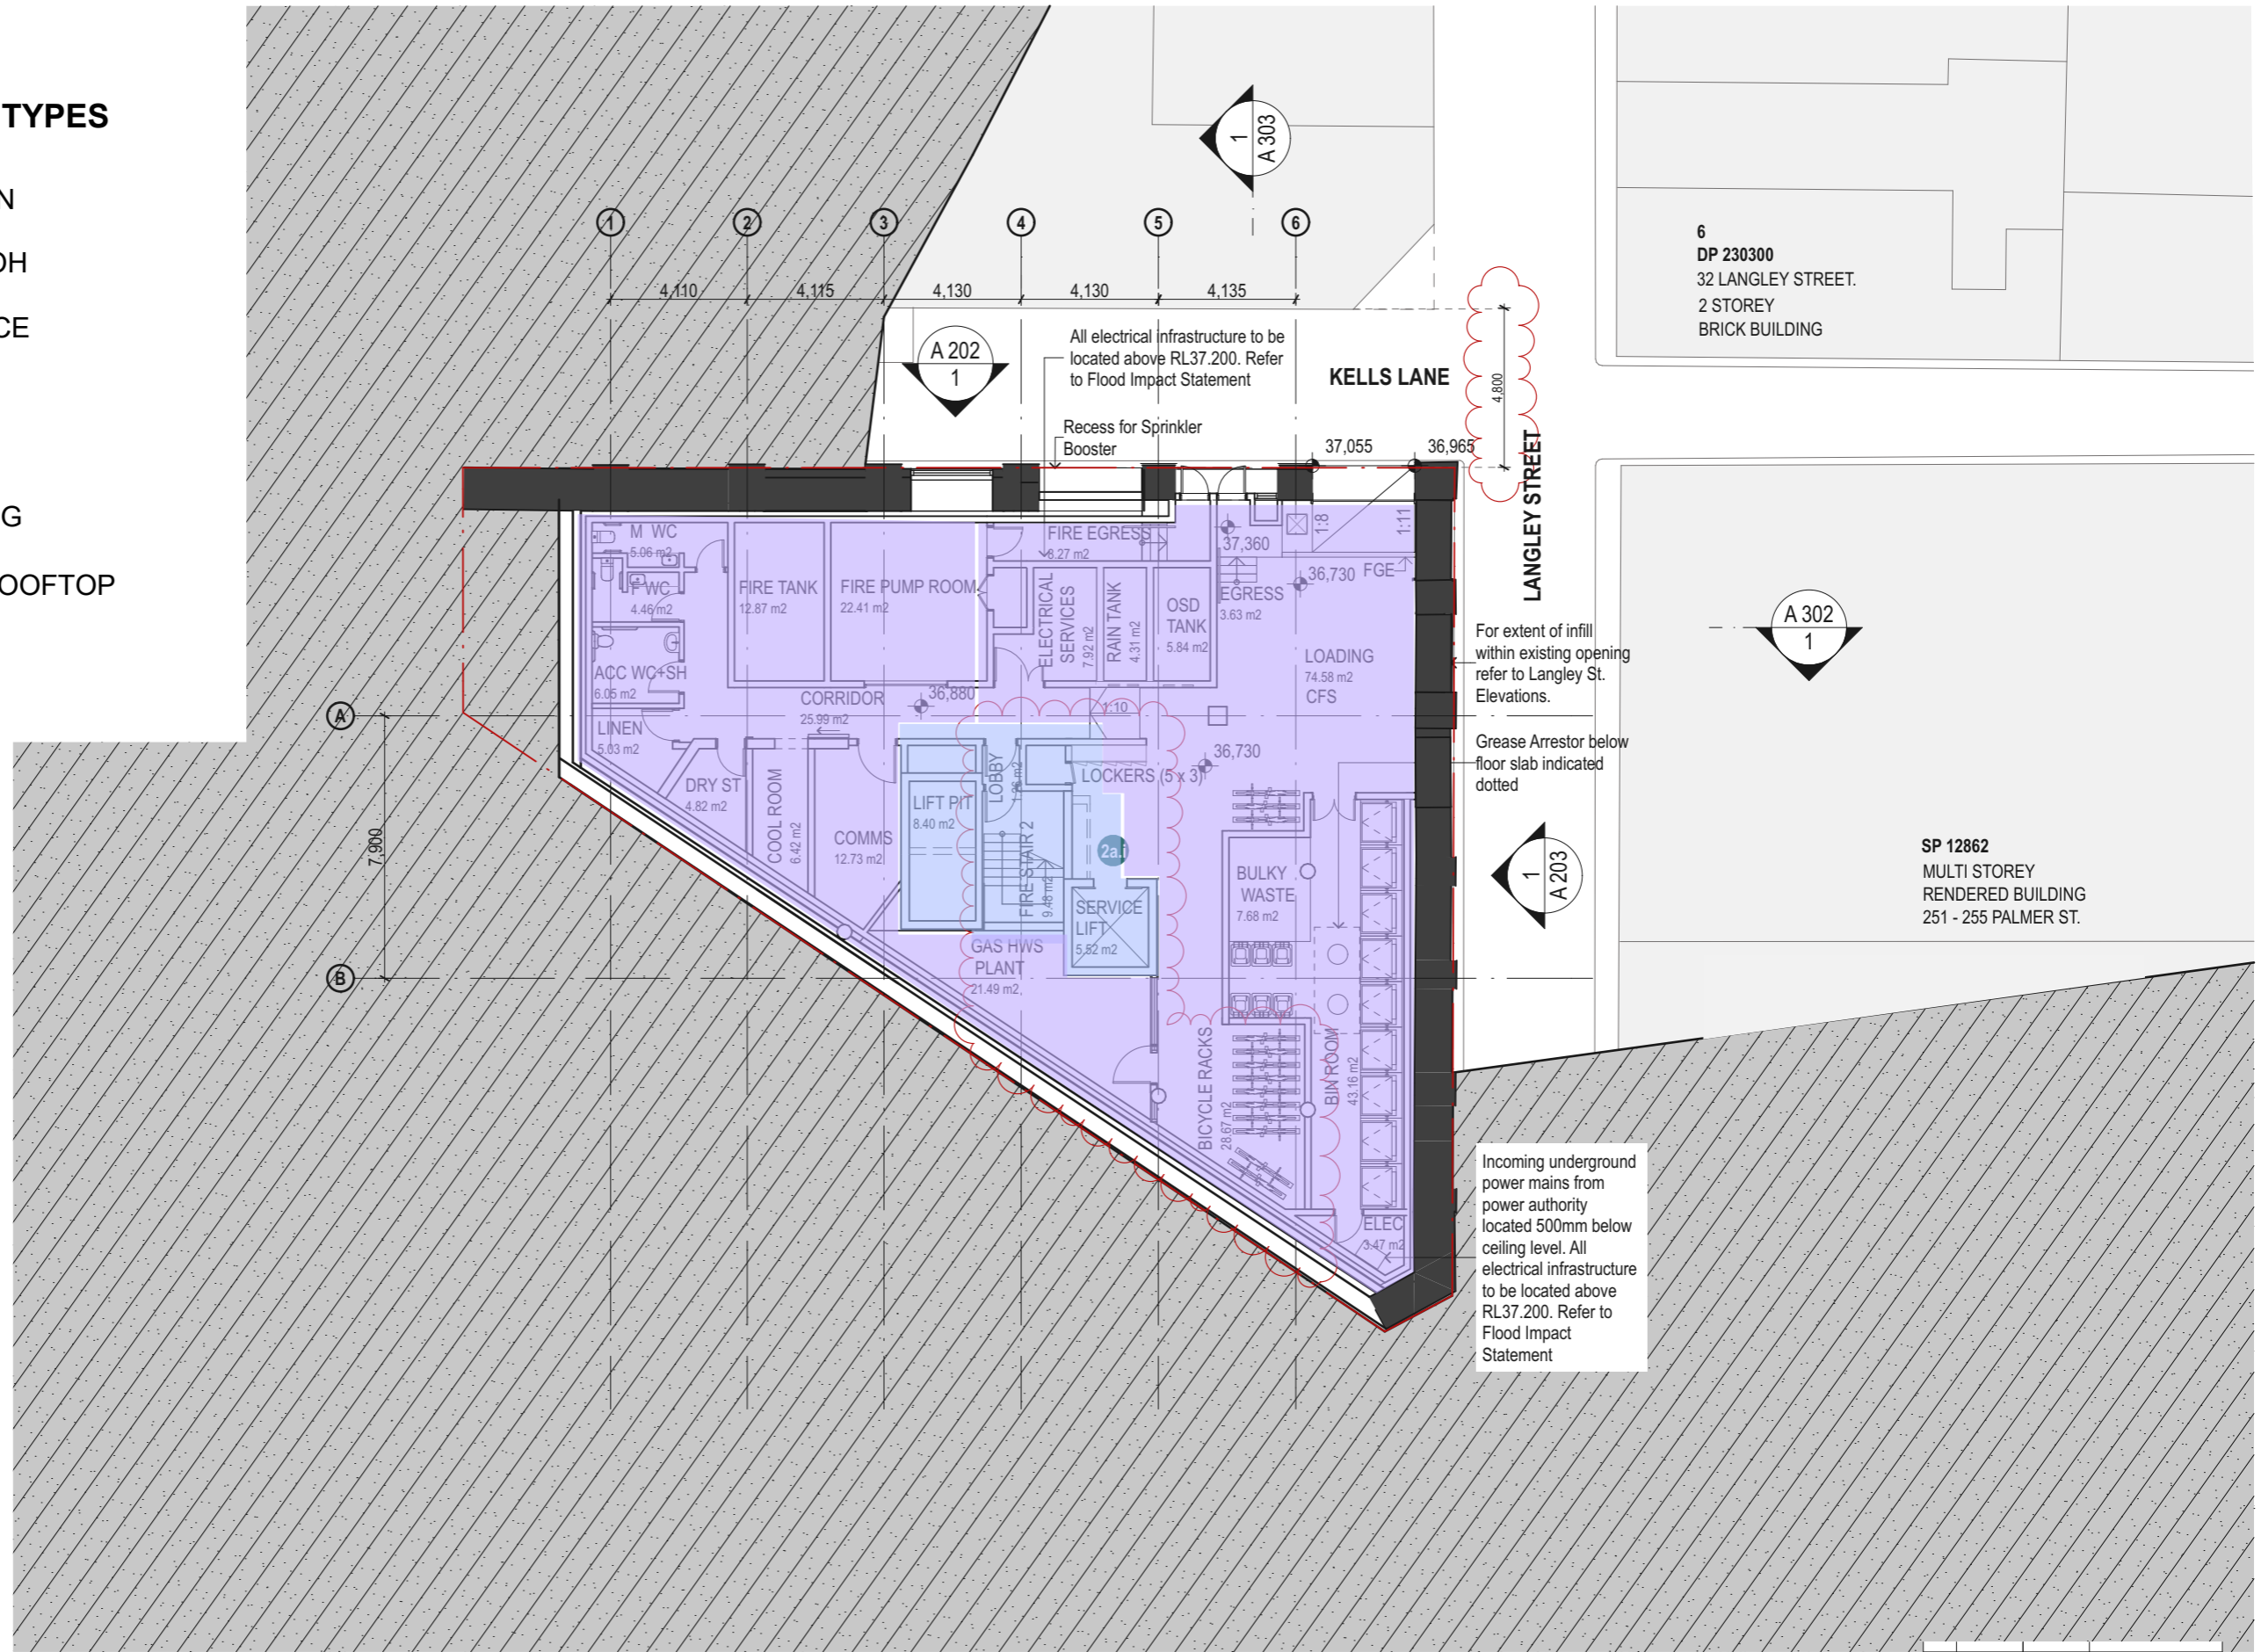 TYPES
N
OH
CE
G
OOFTOP
1
A 303
1
2
3
4
5
6
4,110
4,115
4,130
4,130
4,135
6
DP 230300
32 LANGLEY STREET.
2 STOREY
BRICK BUILDING
A 202
1
All electrical infrastructure to be
located above RL37.200. Refer
to Flood Impact Statement
KELLS LANE
4,800
Recess for Sprinkler
Booster
37,055
36,965
LANGLEY STREET
M WC
5.06 m2
F WC
4.46 m2
FIRE TANK
12.87 m2
FIRE PUMP ROOM
22.41 m2
FIRE EGRESS
8.27 m2
37,360
1:8
1:11
ELECTRICAL
SERVICES
7.92 m2
RAIN TANK
4.31 m2
OSD
TANK
5.84 m2
EGRESS
3.63 m2
36,730
FGE
A 302
1
For extent of infill
within existing opening
refer to Langley St.
Elevations.
ACC WC+SH
6.05 m2
CORRIDOR
25.99 m2
36,880
LOADING
74.58 m2
CFS
1:10
A
LINEN
5.03 m2
Grease Arrestor below
floor slab indicated
dotted
36,730
DRY ST
4.82 m2
COOL ROOM
6.42 m2
COMMS
12.73 m2
LIFT PIT
8.40 m2
LOBBY
LOCKERS (5 x 3)
FIRE STAIR 2
9.48 m2
2a.i
SERVICE
LIFT
5.52 m2
BULKY
WASTE
7.68 m2
7,900
1
A 203
SP 12862
MULTI STOREY
RENDERED BUILDING
251 - 255 PALMER ST.
B
GAS HWS
PLANT
21.49 m2
BICYCLE RACKS
28.67 m2
BIN ROOM
43.16 m2
ELEC
3.47 m2
Incoming underground
power mains from
power authority
located 500mm below
ceiling level. All
electrical infrastructure
to be located above
RL37.200. Refer to
Flood Impact
Statement